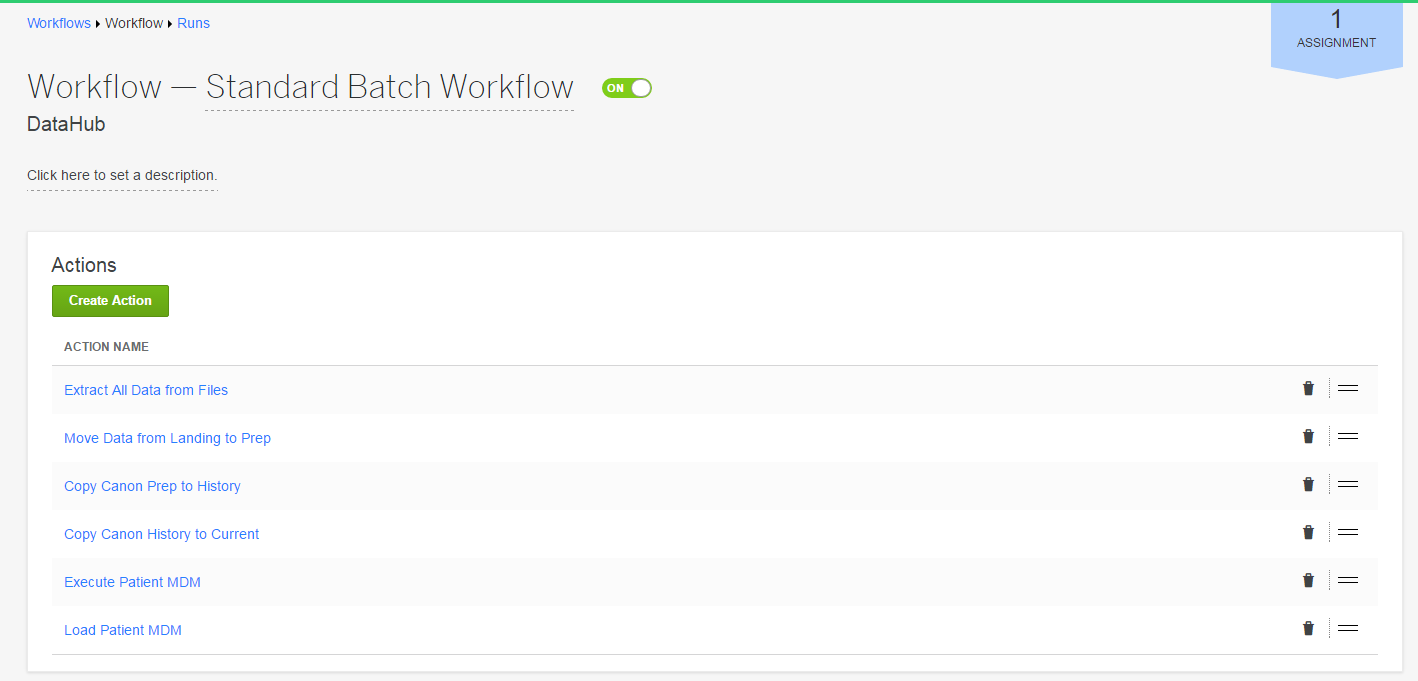 Workflows Workflow Runs
1
ASSIGNMENT
Workflow — Standard Batch Workflow ON
DataHub
Click here to set a description.
Actions
Create Action
ACTION NAME
Extract All Data from Files
Move Data from Landing to Prep
Copy Canon Prep to History
Copy Canon History to Current
Execute Patient MDM
Load Patient MDM